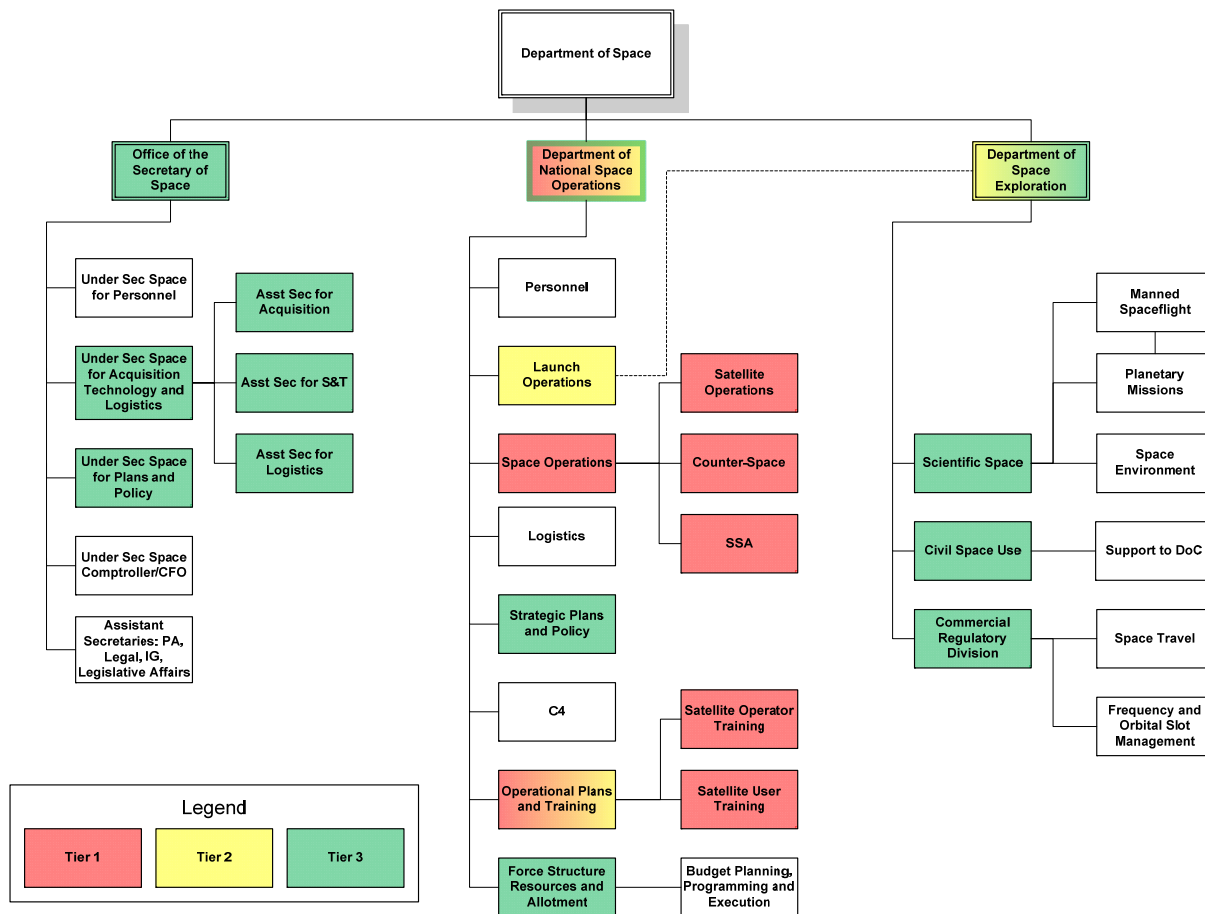 Department of Space
Office of the
Secretary of
Space
Department of
National Space
Operations
Department of
Space
Exploration
Under Sec Space
for Personnel
Asst Sec for
Acquisition
Under Sec Space
for Acquisition
Technology and
Logistics
Asst Sec for S&T
Under Sec Space
for Plans and
Policy
Asst Sec for
Logistics
Under Sec Space
Comptroller/CFO
Assistant
Secretaries: PA,
Legal, IG,
Legislative Affairs
Personnel
Launch
Operations
Satellite
Operations
Space Operations
Counter-Space
Logistics
SSA
Strategic Plans
and Policy
C4
Satellite Operator
Training
Operational Plans
and Training
Satellite User
Training
Force Structure
Resources and
Allotment
Budget Planning,
Programming and
Execution
Manned
Spaceflight
Planetary
Missions
Scientific Space
Space
Environment
Civil Space Use
Support to DoC
Commercial
Regulatory
Division
Space Travel
Frequency and
Orbital Slot
Management
Legend
Tier 1
Tier 2
Tier 3